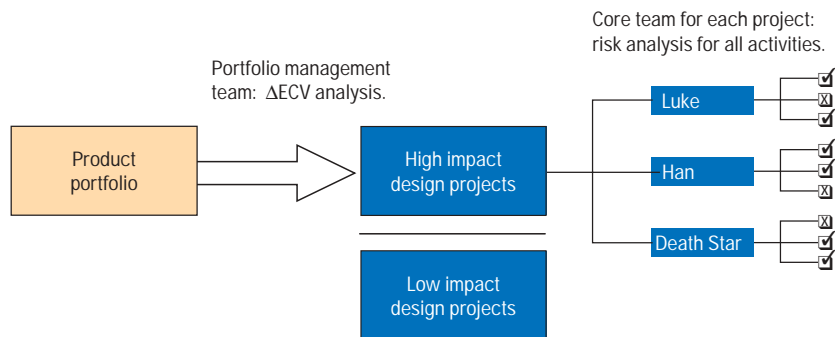 Core team for each project:
risk analysis for all activities.
Portfolio management
team: ΔECV analysis.
Product
portfolio
High impact
design projects
Luke
Han
Death Star
Low impact
design projects